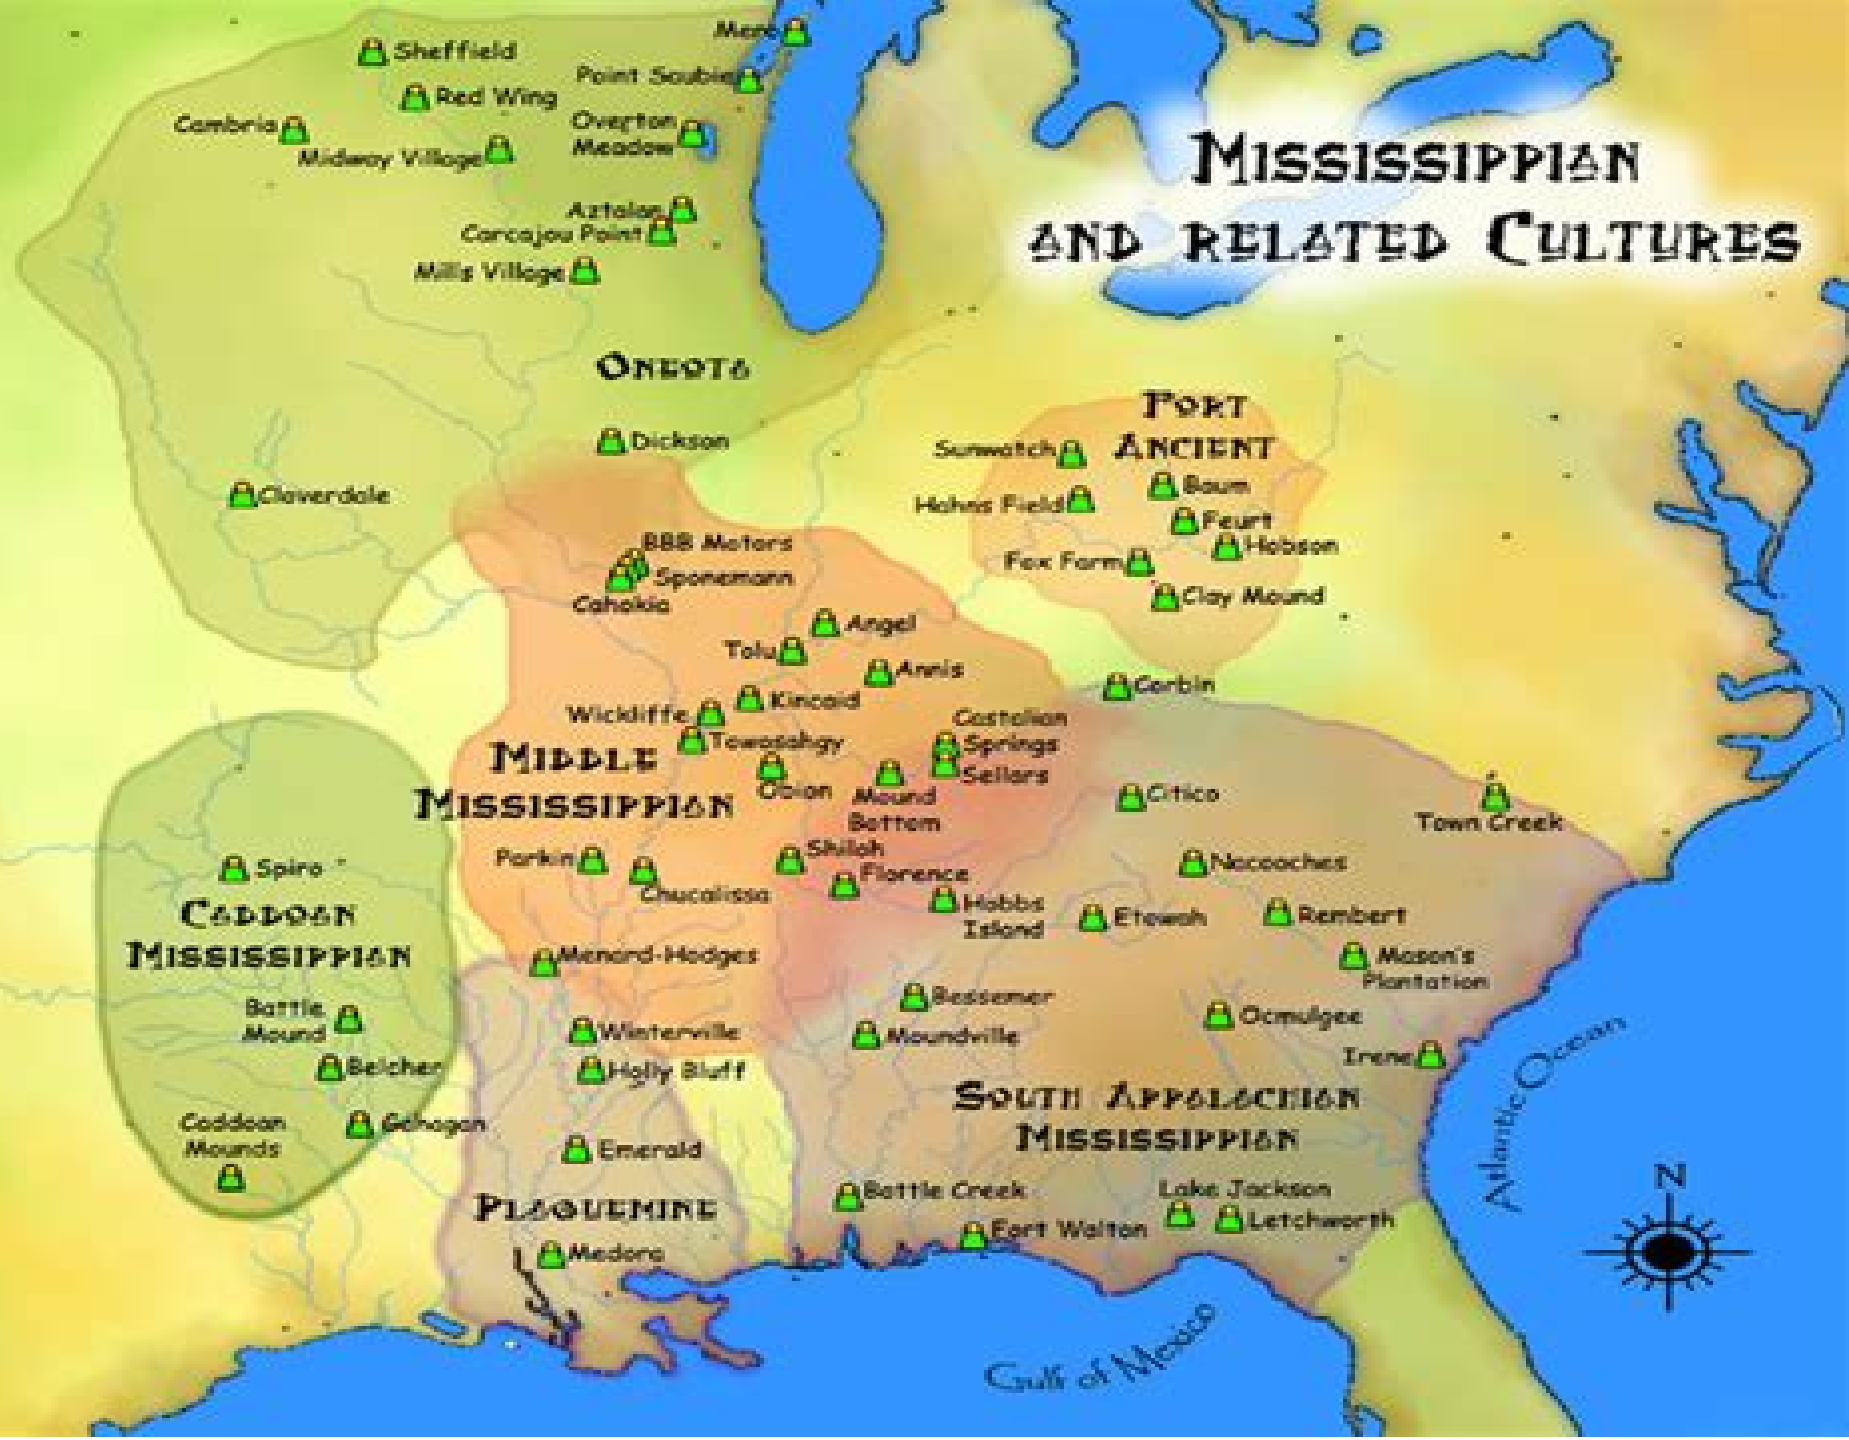 Mero
Sheffield
Point Sauble
Red Wing
Cambria
Overton
Meadow
Midway Village
Mississippian
and related Cultures
Aztalan
Carcajou Point
Mills Village
Oneota
Fort
Ancient
Dickson
Sunwatch
Cloverdale
Baum
Hahns Field
Feurt
BBB Motors
Hobson
Fox Farm
Sponemann
Cahokia
Clay Mound
Angel
Tolu
Annis
Corbin
Kincaid
Wickliffe
Castalian
Springs
Towosahgy
Middle
Mississippian
Sellars
Obion
Mound
Bottom
Citico
Town Creek
Shiloh
Parkin
Nacooches
Spiro
Florence
Chucalissa
Hobbs
Island
Caddoan
Mississippian
Etowah
Rembert
Menard-Hodges
Mason's
Plantation
Bessemer
Battle
Mound
Ocmulgee
Winterville
Moundville
Irene
Atlantic Ocean
Belcher
Holly Bluff
South Appalachian
Mississippian
Caddoan
Mounds
Gahagan
Emerald
N
Battle Creek
Lake Jackson
Plaquemine
Letchworth
Fort Walton
Medora
Gulf of Mexico